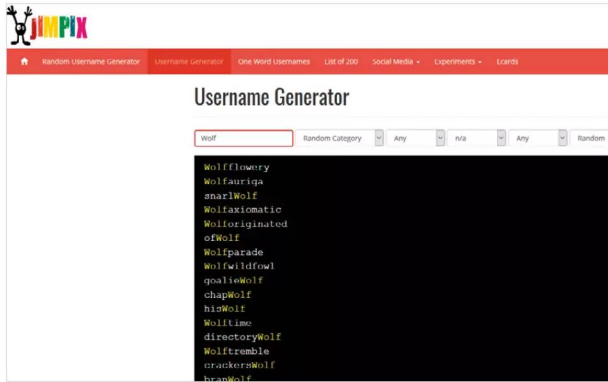 JIMPIX
Random Username Generator Username Generator One Word Usernames List of 200 Social Media Experiments Lcards
Username Generator
Wolf Random Category Any n/a Any Random
Wolfflowery
Wolfauriga
snarlWolf
Wolfaxiomatic
Wolforiginated
ofWolf
Wolfparade
Wolfwildfowl
goalieWolf
chapWolf
hisWolf
Wolftime
directoryWolf
Wolftremble
crackersWolf
branWolf